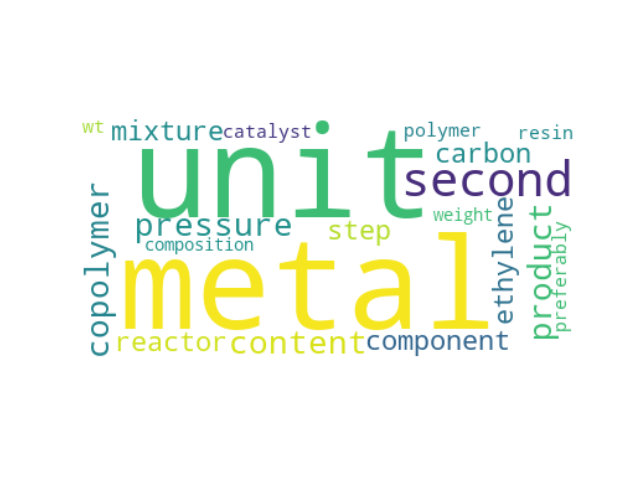 wt
mixture
catalyst
polymer
resin
unit
carbon
second
copolymer
pressure
step
weight
ethylene
product
preferably
composition
metal
reactor
content
component